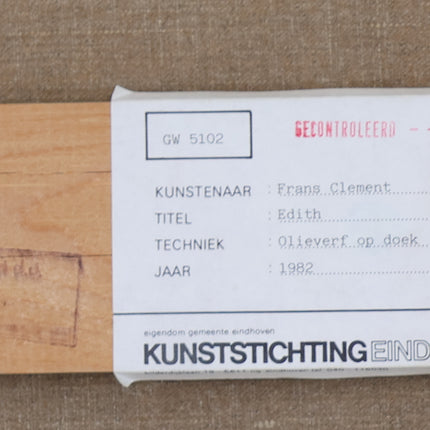 GW 5102
GECONTROLEERD - -
KUNSTENAAR : Frans Clement
TITEL : Edith
TECHNIEK : Olieverf op doek
JAAR : 1982
eigendom gemeente eindhoven
KUNSTSTICHTING EIND